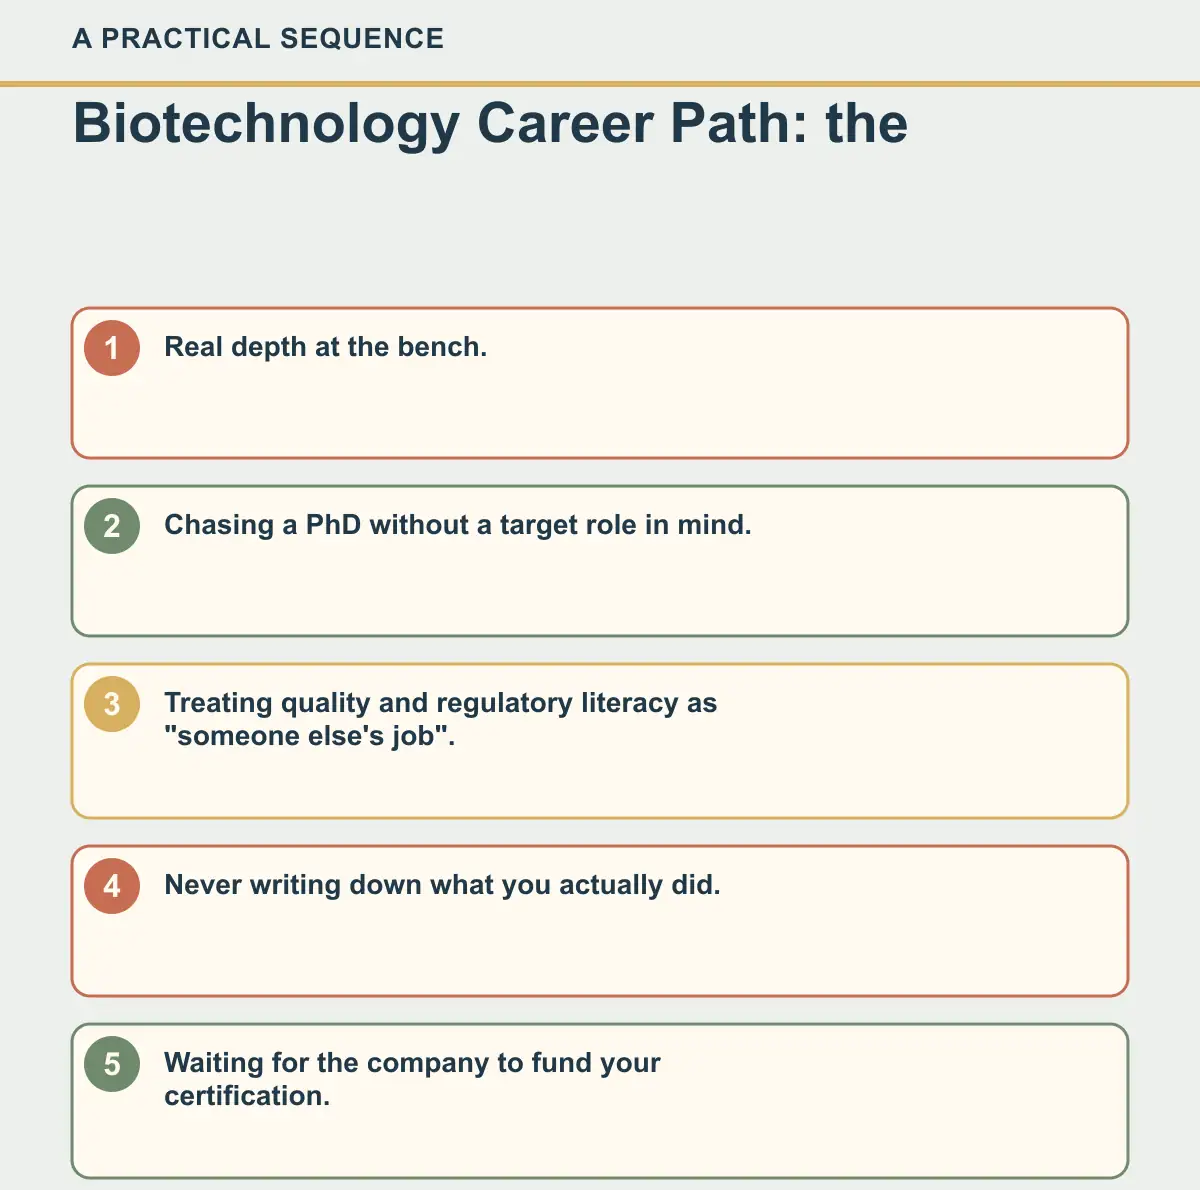 A PRACTICAL SEQUENCE
Biotechnology Career Path: the
1
Real depth at the bench.
2
Chasing a PhD without a target role in mind.
3
Treating quality and regulatory literacy as
"someone else's job".
4
Never writing down what you actually did.
5
Waiting for the company to fund your
certification.